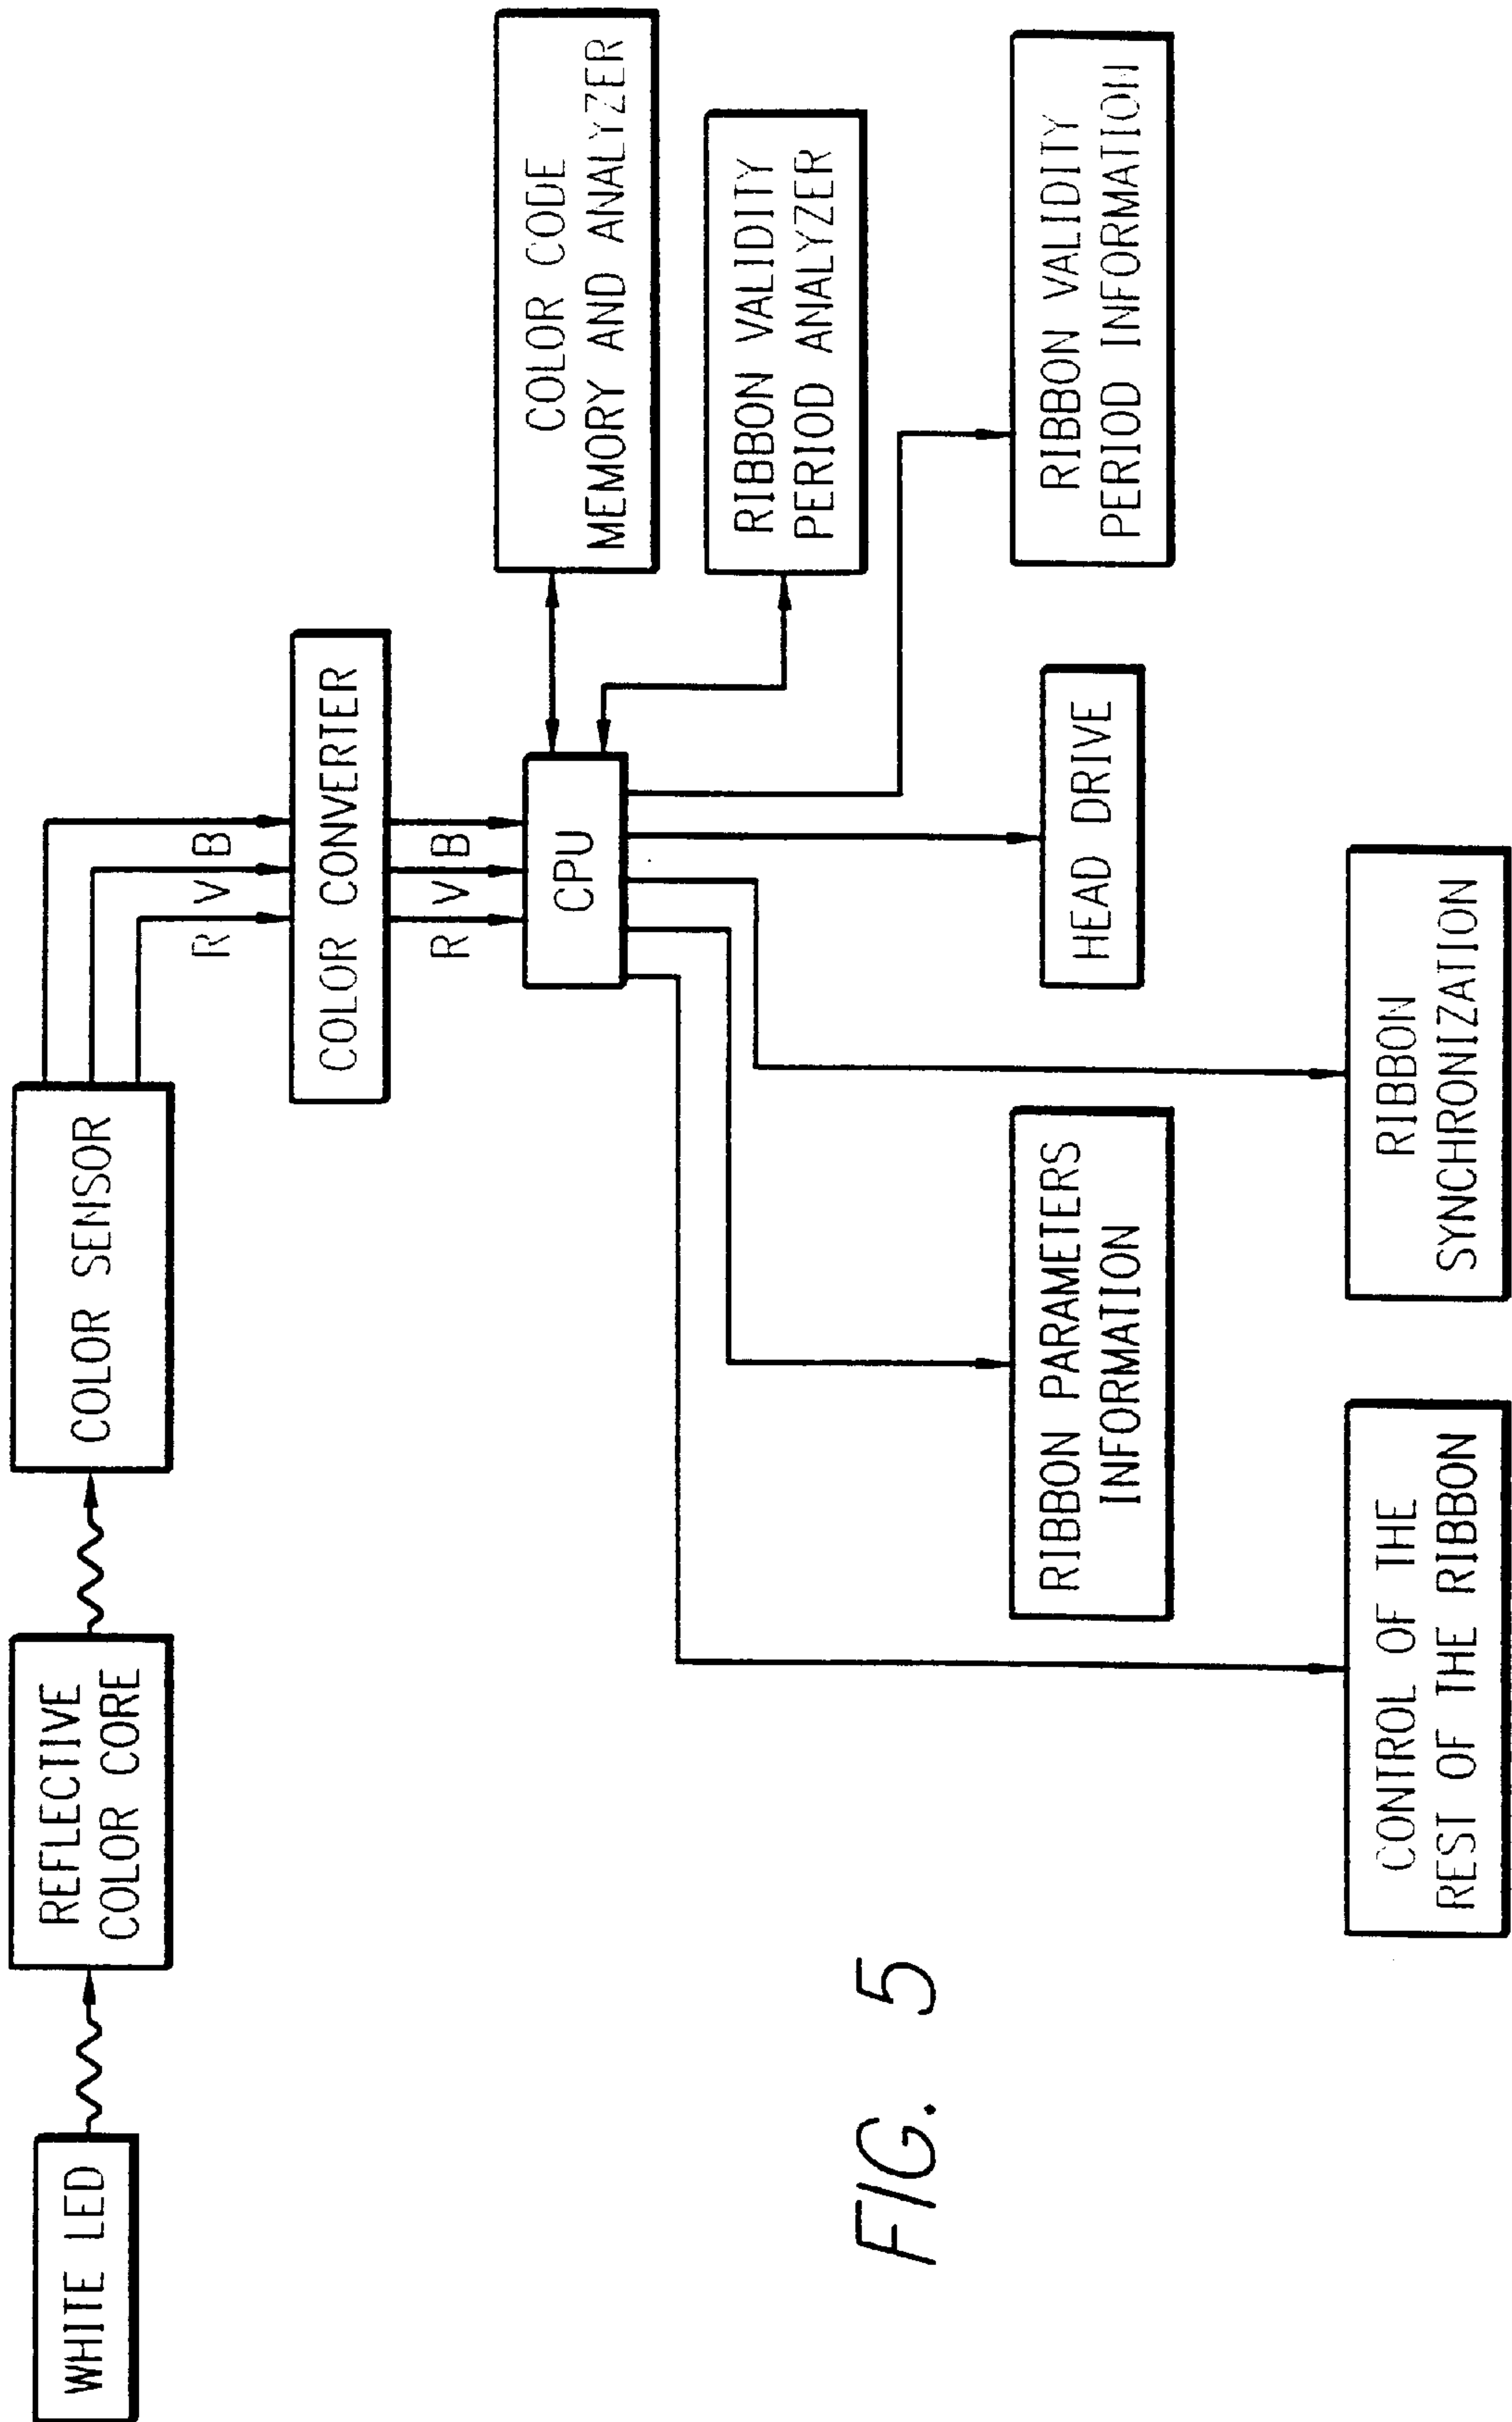 WHITE LED
REFLECTIVE
COLOR CORE
COLOR SENSOR
R V B
COLOR CONVERTER
R V B
CPU
COLOR CODE
MEMORY AND ANALYZER
RIBBON VALIDITY
PERIOD ANALYZER
RIBBON VALIDITY
PERIOD INFORMATION
HEAD DRIVE
RIBBON PARAMETERS
INFORMATION
RIBBON
SYNCHRONIZATION
CONTROL OF THE
REST OF THE RIBBON
FIG. 5